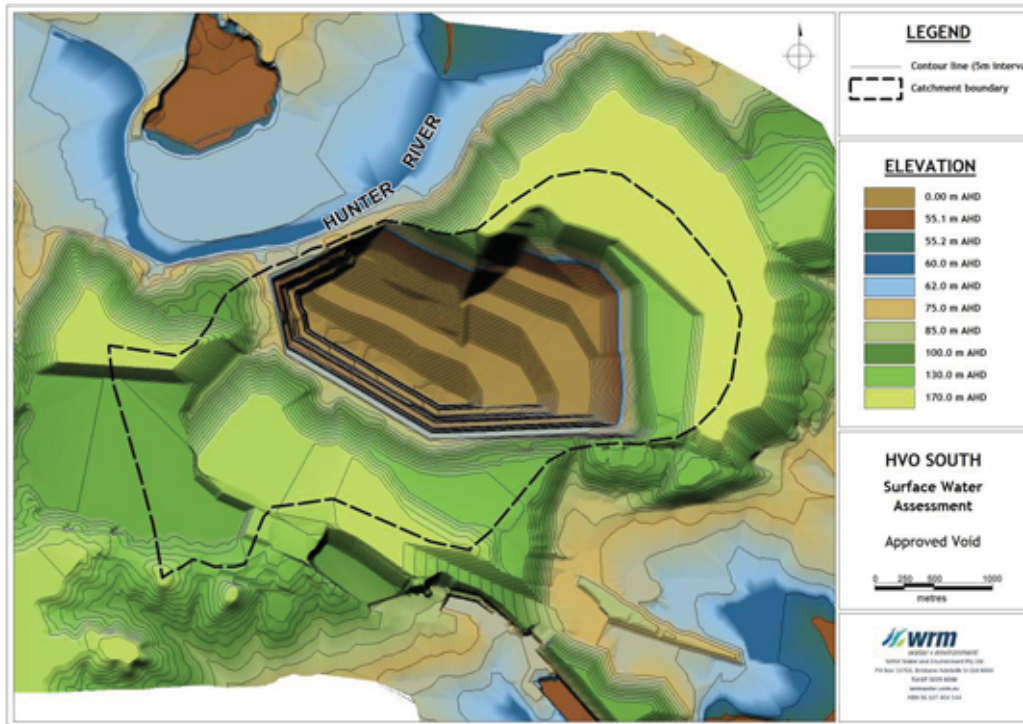 HUNTER RIVER
LEGEND
Contour line (5m interva
Catchment boundary
ELEVATION
0.00 m AHD
55.1 m AHD
55.2 m AHD
60.0 m AHD
62.0 m AHD
75.0 m AHD
85.0 m AHD
100.0 m AHD
130.0 m AHD
170.0 m AHD
HVO SOUTH
Surface Water
Assessment
Approved Void
0 250 500 1000
metres
wrm
water + environment